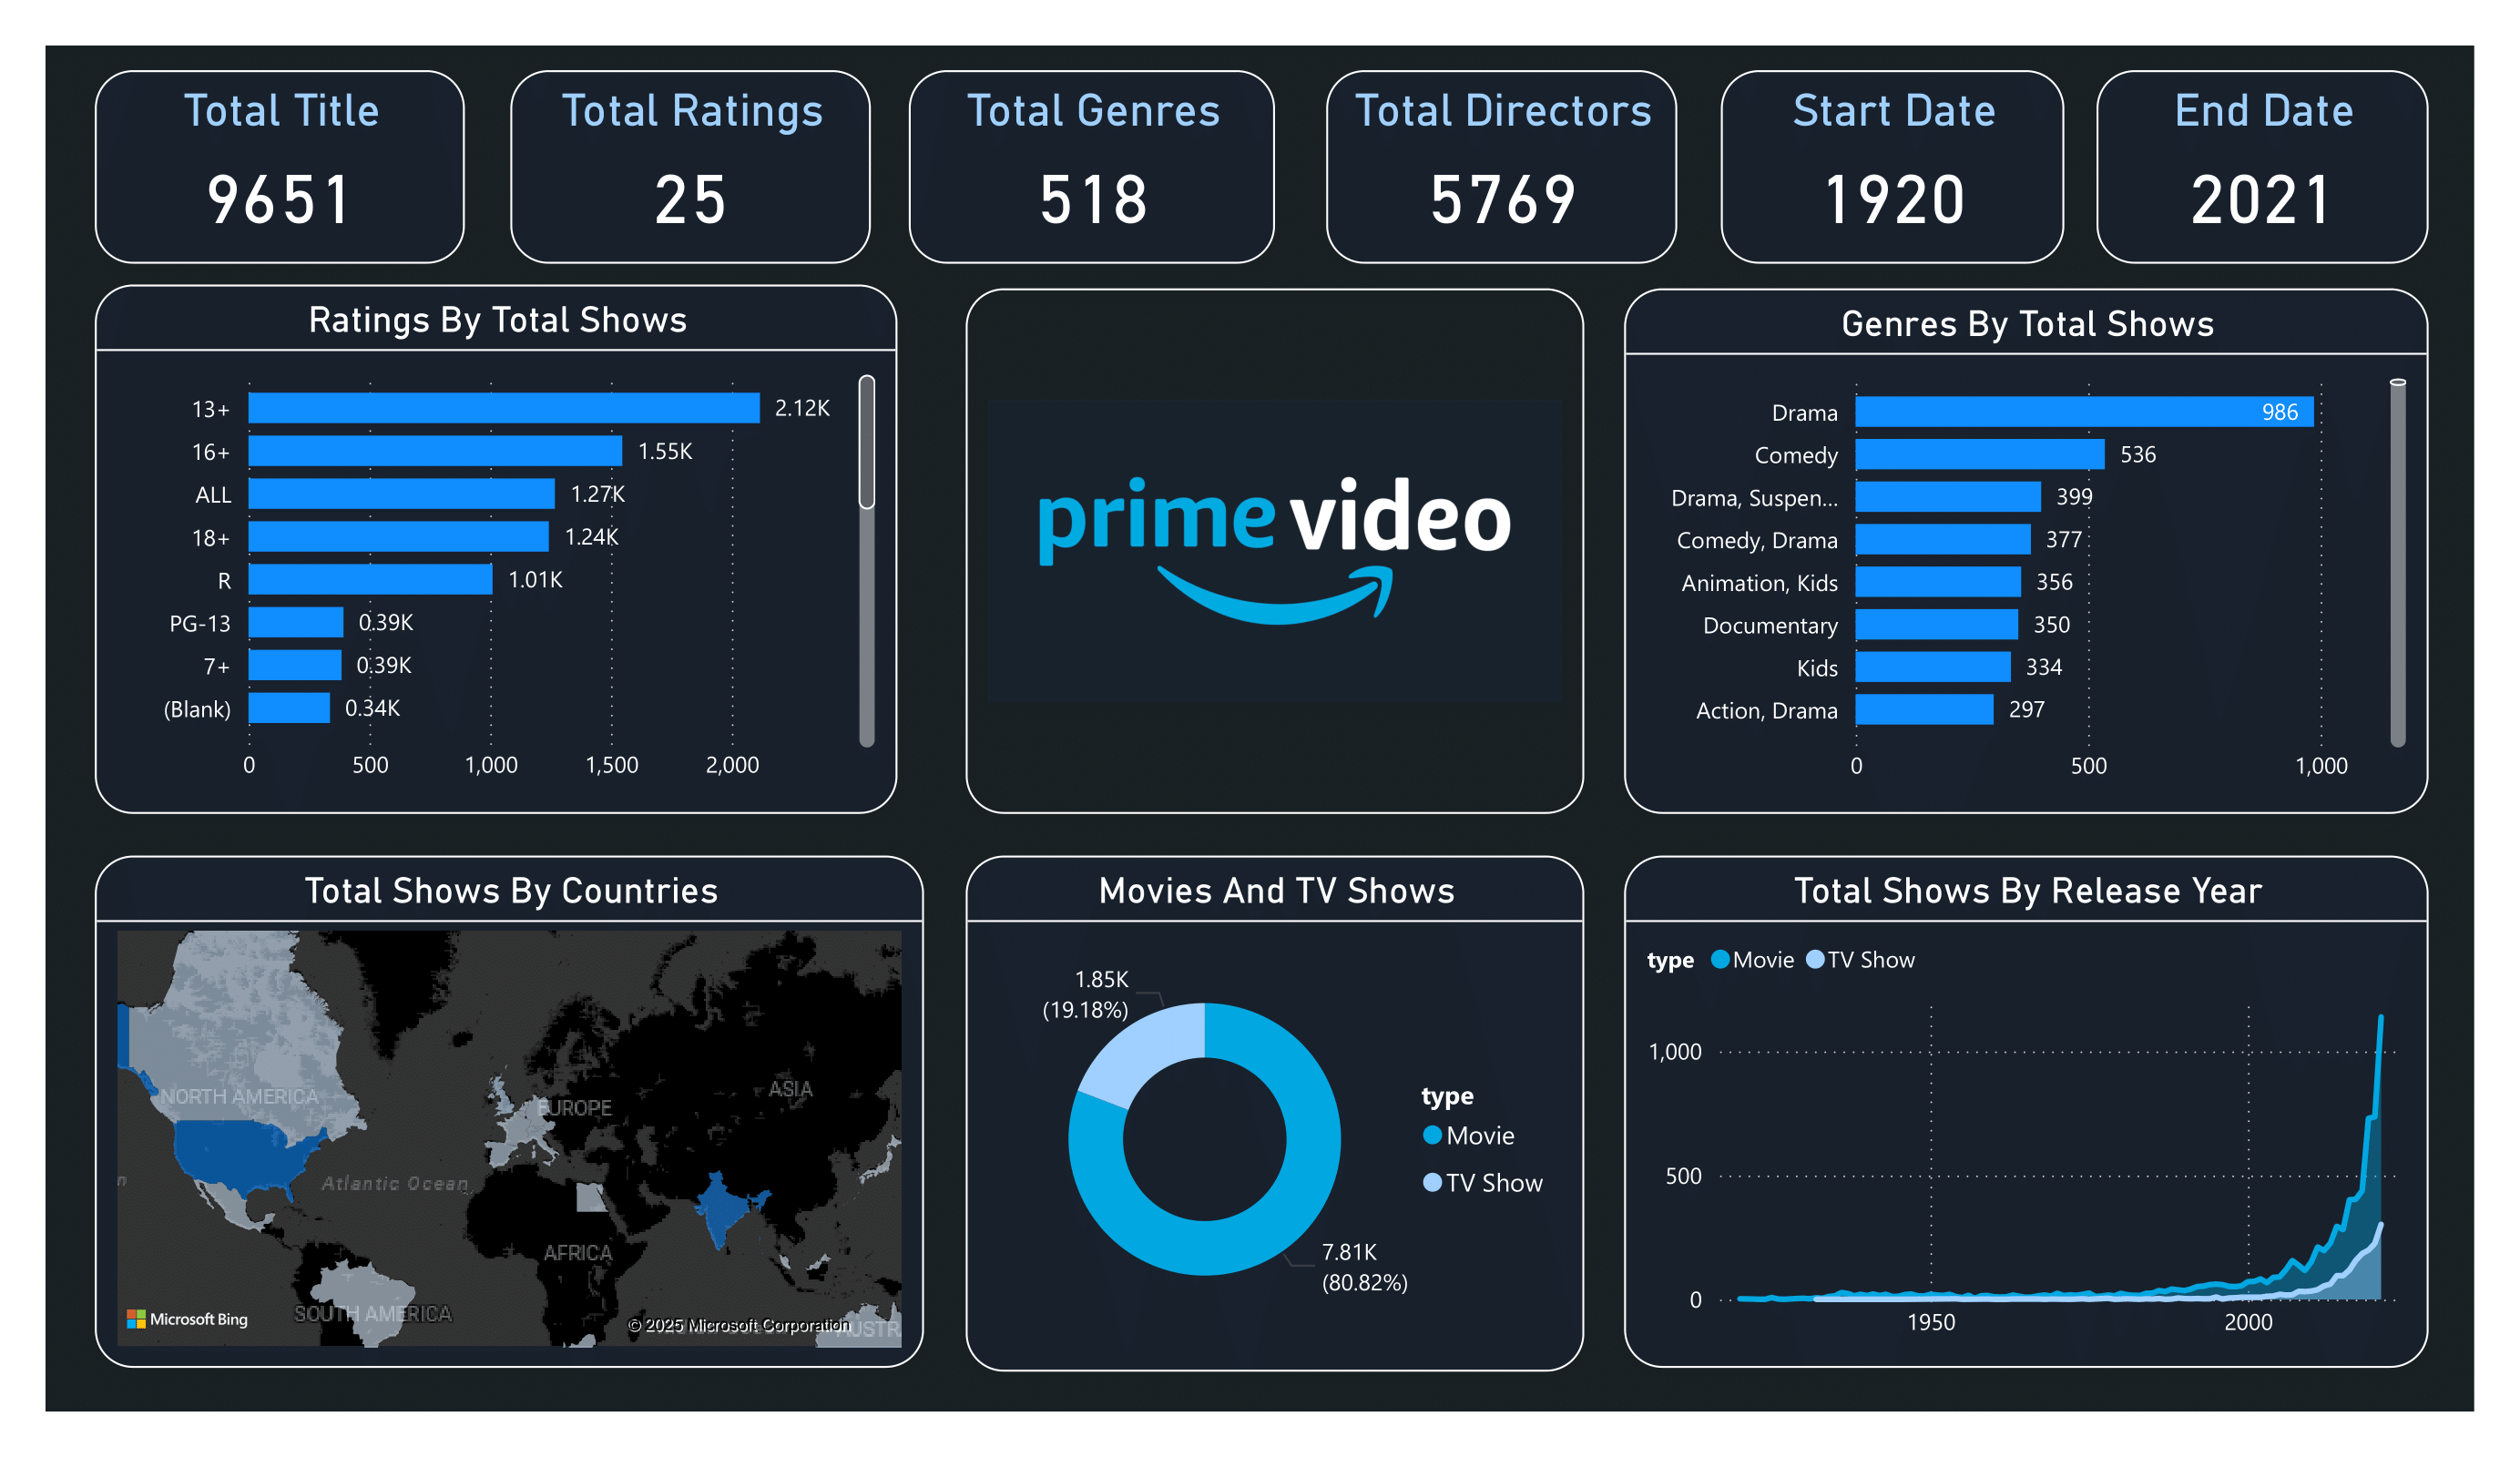 Total Title
9651
Total Ratings
25
Total Genres
518
Total Directors
5769
Start Date
1920
End Date
2021
Ratings By Total Shows
13+ 2.12K
16+ 1.55K
ALL 1.27K
18+ 1.24K
R 1.01K
PG-13 0.39K
7+ 0.39K
(Blank) 0.34K
0 500 1,000 1,500 2,000
prime video
Genres By Total Shows
Drama 986
Comedy 536
Drama, Suspen... 399
Comedy, Drama 377
Animation, Kids 356
Documentary 350
Kids 334
Action, Drama 297
0 500 1,000
Total Shows By Countries
ASIA
NORTH AMERICA
EUROPE
Atlantic Ocean
AFRICA
SOUTH AMERICA
Microsoft Bing
© 2025 Microsoft Corporation
AUSTR
Movies And TV Shows
1.85K
(19.18%)
type
Movie
TV Show
7.81K
(80.82%)
Total Shows By Release Year
type Movie TV Show
1,000
500
0
1950 2000